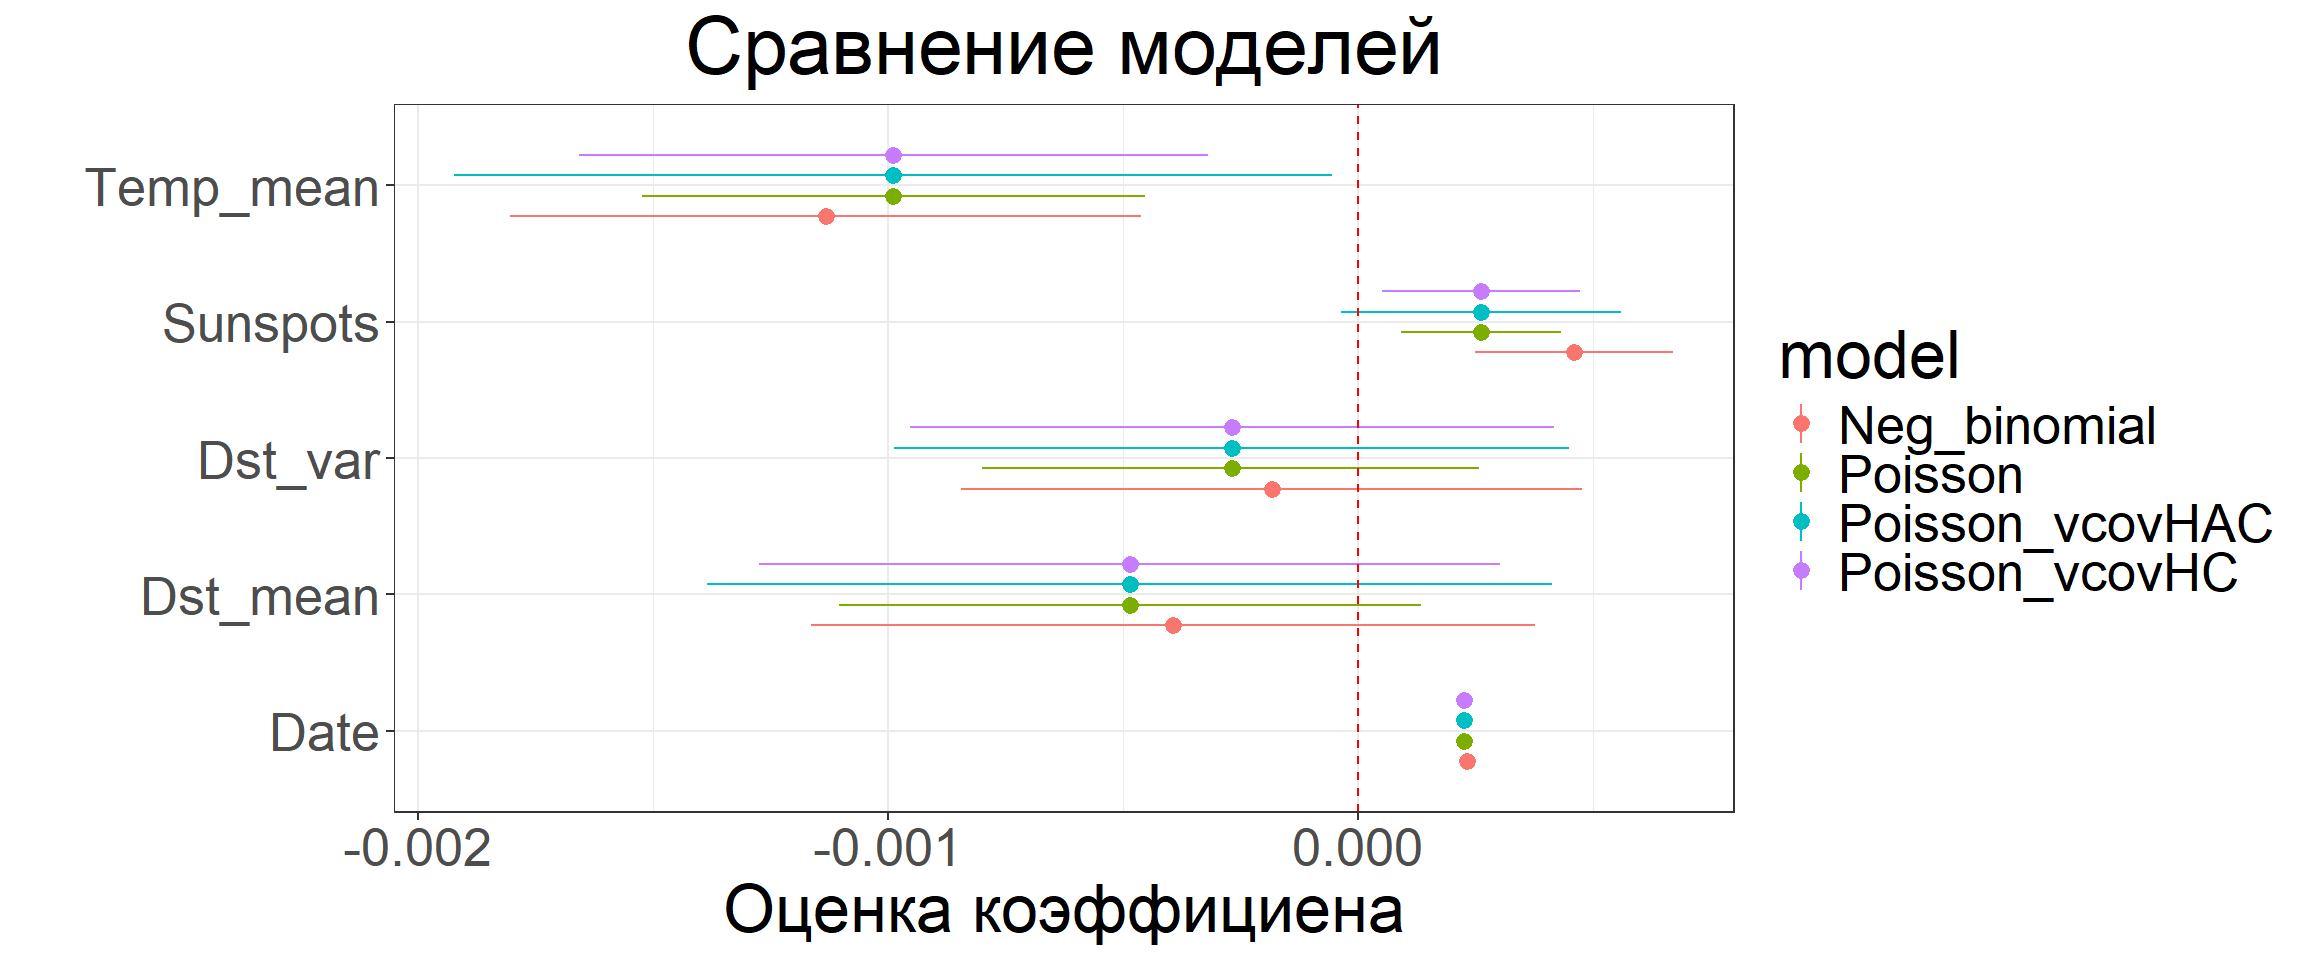 Сравнение моделей
Temp_mean
Sunspots
Dst_var
Dst_mean
Date
-0.002
-0.001
0.000
Оценка коэффициена
model
Neg_binomial
Poisson
Poisson_vcovHAC
Poisson_vcovHC